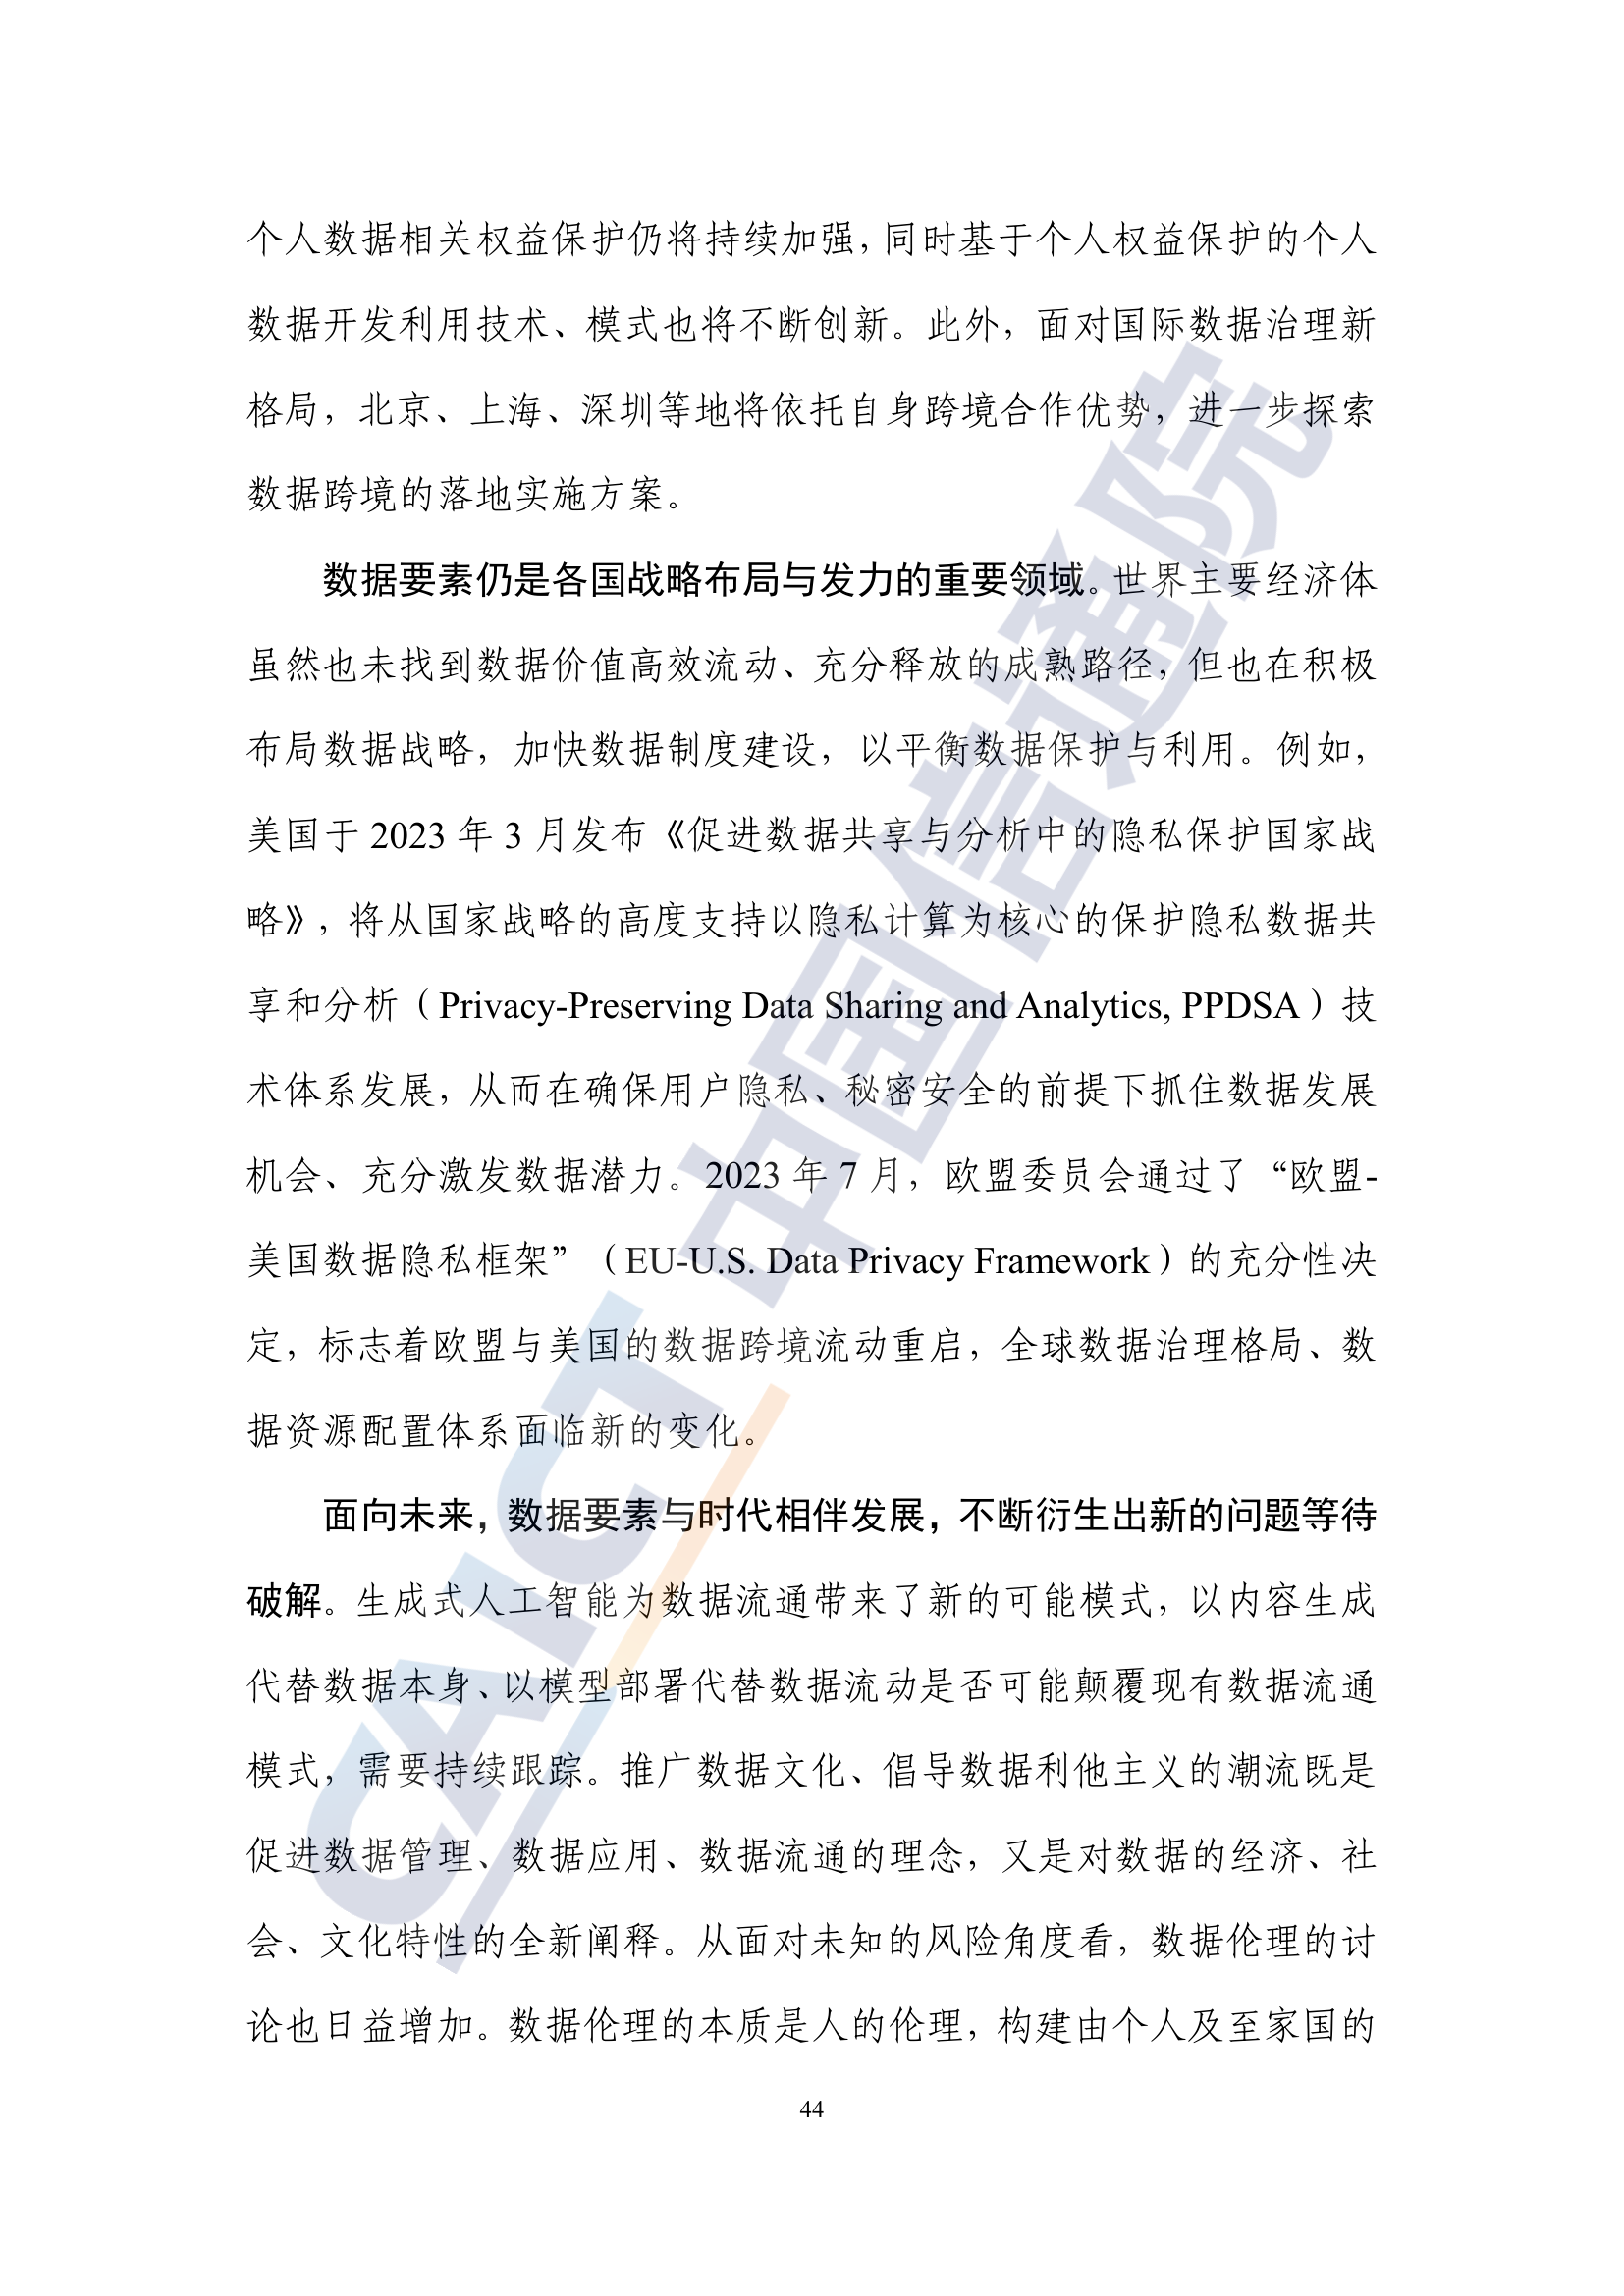 个人数据相关权益保护仍将持续加强，同时基于个人权益保护的个人
数据开发利用技术、模式也将不断创新。此外，面对国际数据治理新
格局，北京、上海、深圳等地将依托自身跨境合作优势，进一步探索
数据跨境的落地实施方案。
数据要素仍是各国战略布局与发力的重要领域。世界主要经济体
虽然也未找到数据价值高效流动、充分释放的成熟路径，但也在积极
布局数据战略，加快数据制度建设，以平衡数据保护与利用。例如，
美国于 2023 年 3 月发布《促进数据共享与分析中的隐私保护国家战
略》，将从国家战略的高度支持以隐私计算为核心的保护隐私数据共
享和分析（Privacy-Preserving Data Sharing and Analytics, PPDSA）技
术体系发展，从而在确保用户隐私、秘密安全的前提下抓住数据发展
机会、充分激发数据潜力。2023 年 7 月，欧盟委员会通过了“欧盟-
美国数据隐私框架”（EU-U.S. Data Privacy Framework）的充分性决
定，标志着欧盟与美国的数据跨境流动重启，全球数据治理格局、数
据资源配置体系面临新的变化。
面向未来，数据要素与时代相伴发展，不断衍生出新的问题等待
破解。生成式人工智能为数据流通带来了新的可能模式，以内容生成
代替数据本身、以模型部署代替数据流动是否可能颠覆现有数据流通
模式，需要持续跟踪。推广数据文化、倡导数据利他主义的潮流既是
促进数据管理、数据应用、数据流通的理念，又是对数据的经济、社
会、文化特性的全新阐释。从面对未知的风险角度看，数据伦理的讨
论也日益增加。数据伦理的本质是人的伦理，构建由个人及至家国的
44
CAICT 中国信通院